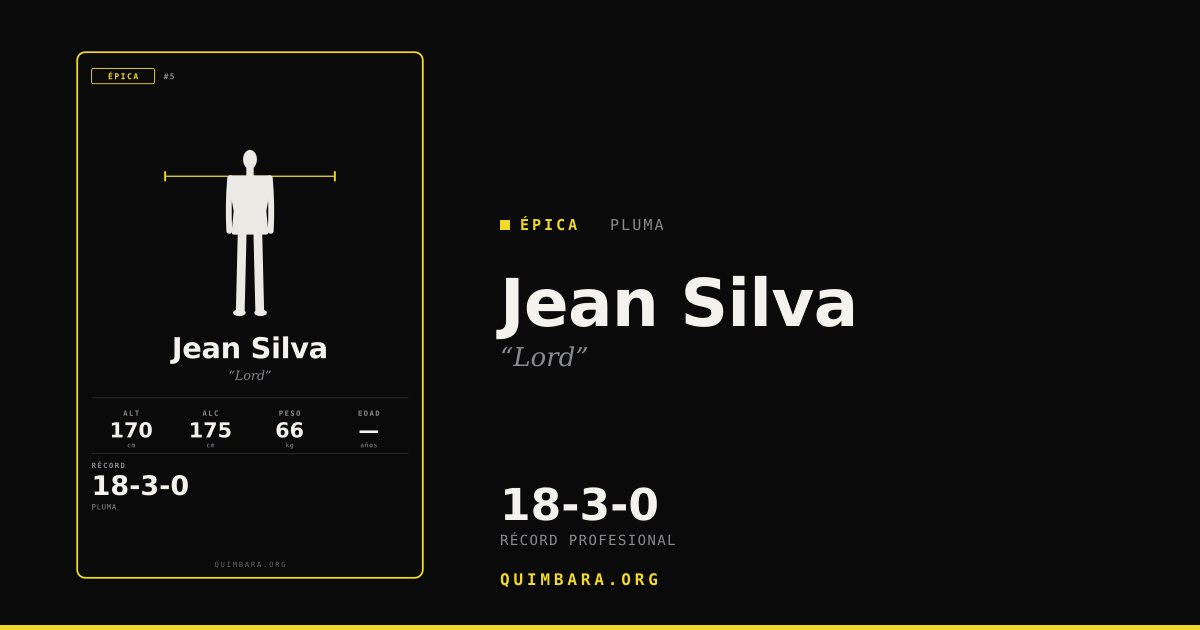 ÉPICA #5
Jean Silva
“Lord”
ALT ALC PESO EDAD
170 175 66 —
cm cm kg años
RÉCORD
18-3-0
PLUMA
QUIMBARA.ORG
ÉPICA PLUMA
Jean Silva
“Lord”
18-3-0
RÉCORD PROFESIONAL
QUIMBARA.ORG